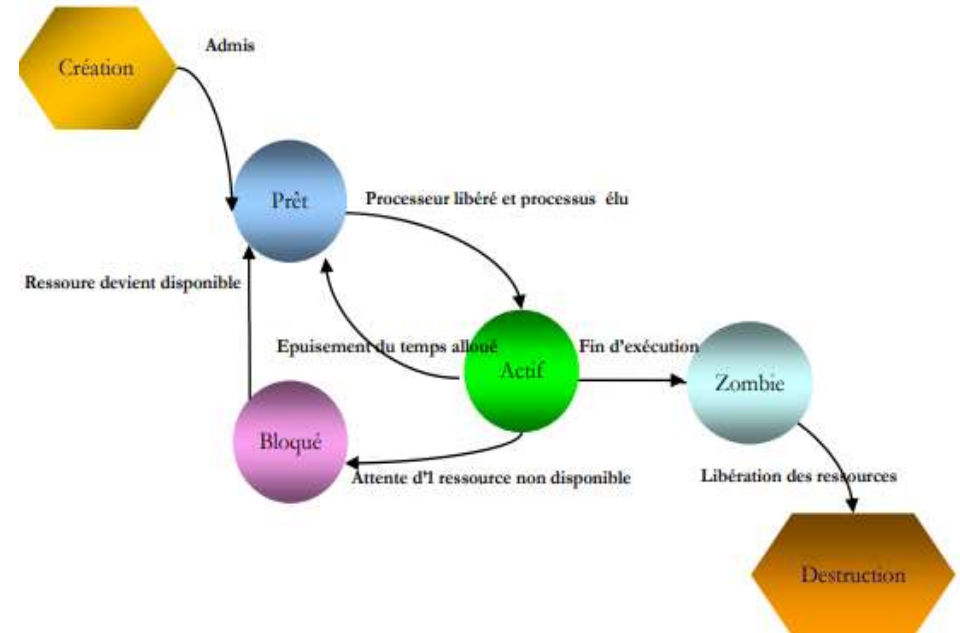 Admis
Création
Prêt
Processeur libéré et processus élu
Ressoure devient disponible
Epuisement du temps alloué
Actif
Fin d'exécution
Zombie
Bloqué
Attente d'1 ressource non disponible
Libération des ressources
Destruction